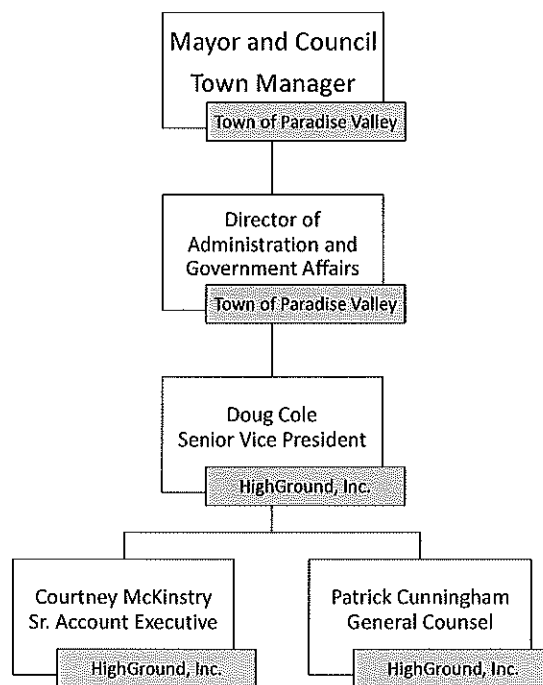 Mayor and Council
Town Manager
Town of Paradise Valley
Director of
Administration and
Government Affairs
Town of Paradise Valley
Doug Cole
Senior Vice President
HighGround, Inc.
Courtney McKinstry
Sr. Account Executive
HighGround, Inc.
Patrick Cunningham
General Counsel
HighGround, Inc.